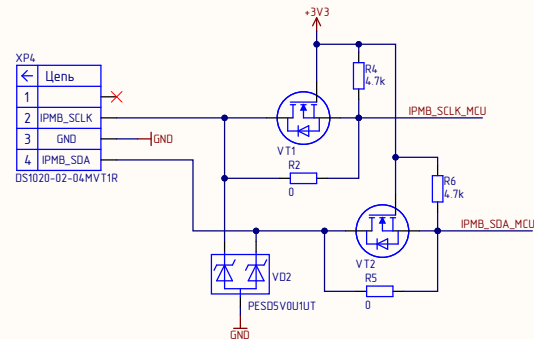 +3V3
XP4
Цепь
1
2 IPMB_SCLK
3 GND
4 IPMB_SDA
DS1020-02-04MVT1R
GND
R4
4.7k
IPMB_SCLK_MCU
VT1
R2
0
R6
4.7k
IPMB_SDA_MCU
VT2
R5
0
VD2
PESD5V0U1UT
GND